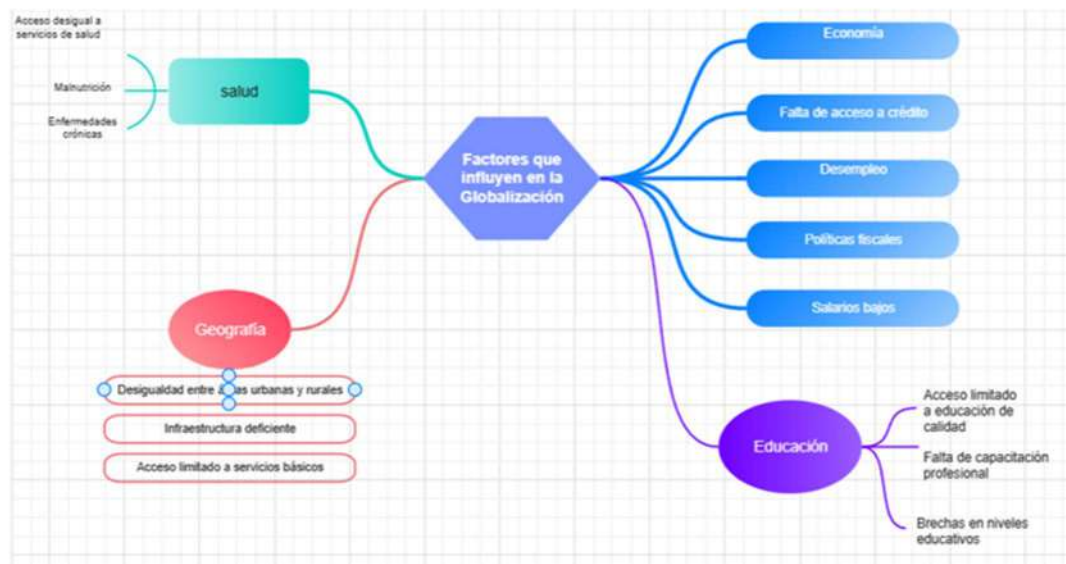 Acceso desigual a
servicios de salud
Malnutrición
Enfermedades
crónicas
salud
Factores que
influyen en la
Globalización
Economía
Falta de acceso a crédito
Desempleo
Políticas fiscales
Salarios bajos
Geografía
Desigualdad entre urbanas y rurales
Infraestructura deficiente
Acceso limitado a servicios básicos
Educación
Acceso limitado
a educación de
calidad
Falta de capacitación
profesional
Brechas en niveles
educativos